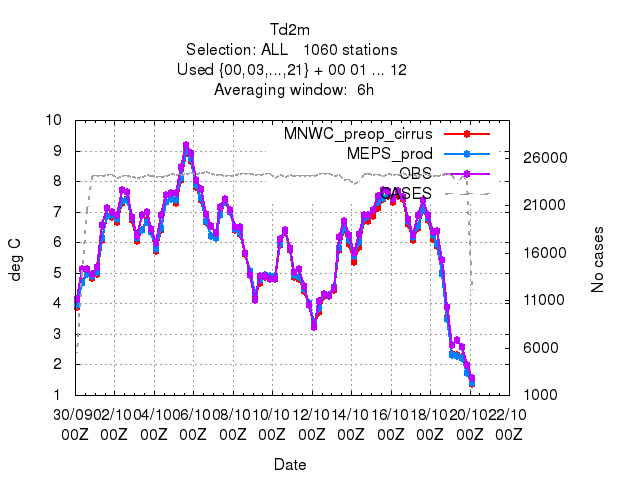 Td2m
Selection: ALL   1060 stations
Used {00,03,...,21} + 00 01 ... 12
Averaging window:  6h
MNWC_preop_cirrus
MEPS_prod
OBS
CASES
deg C
10
9
8
7
6
5
4
3
2
1
No cases
26000
21000
16000
11000
6000
1000
30/09 02/10 04/10 06/10 08/10 10/10 12/10 14/10 16/10 18/10 20/10 22/10
00Z 00Z 00Z 00Z 00Z 00Z 00Z 00Z 00Z 00Z 00Z 00Z
Date